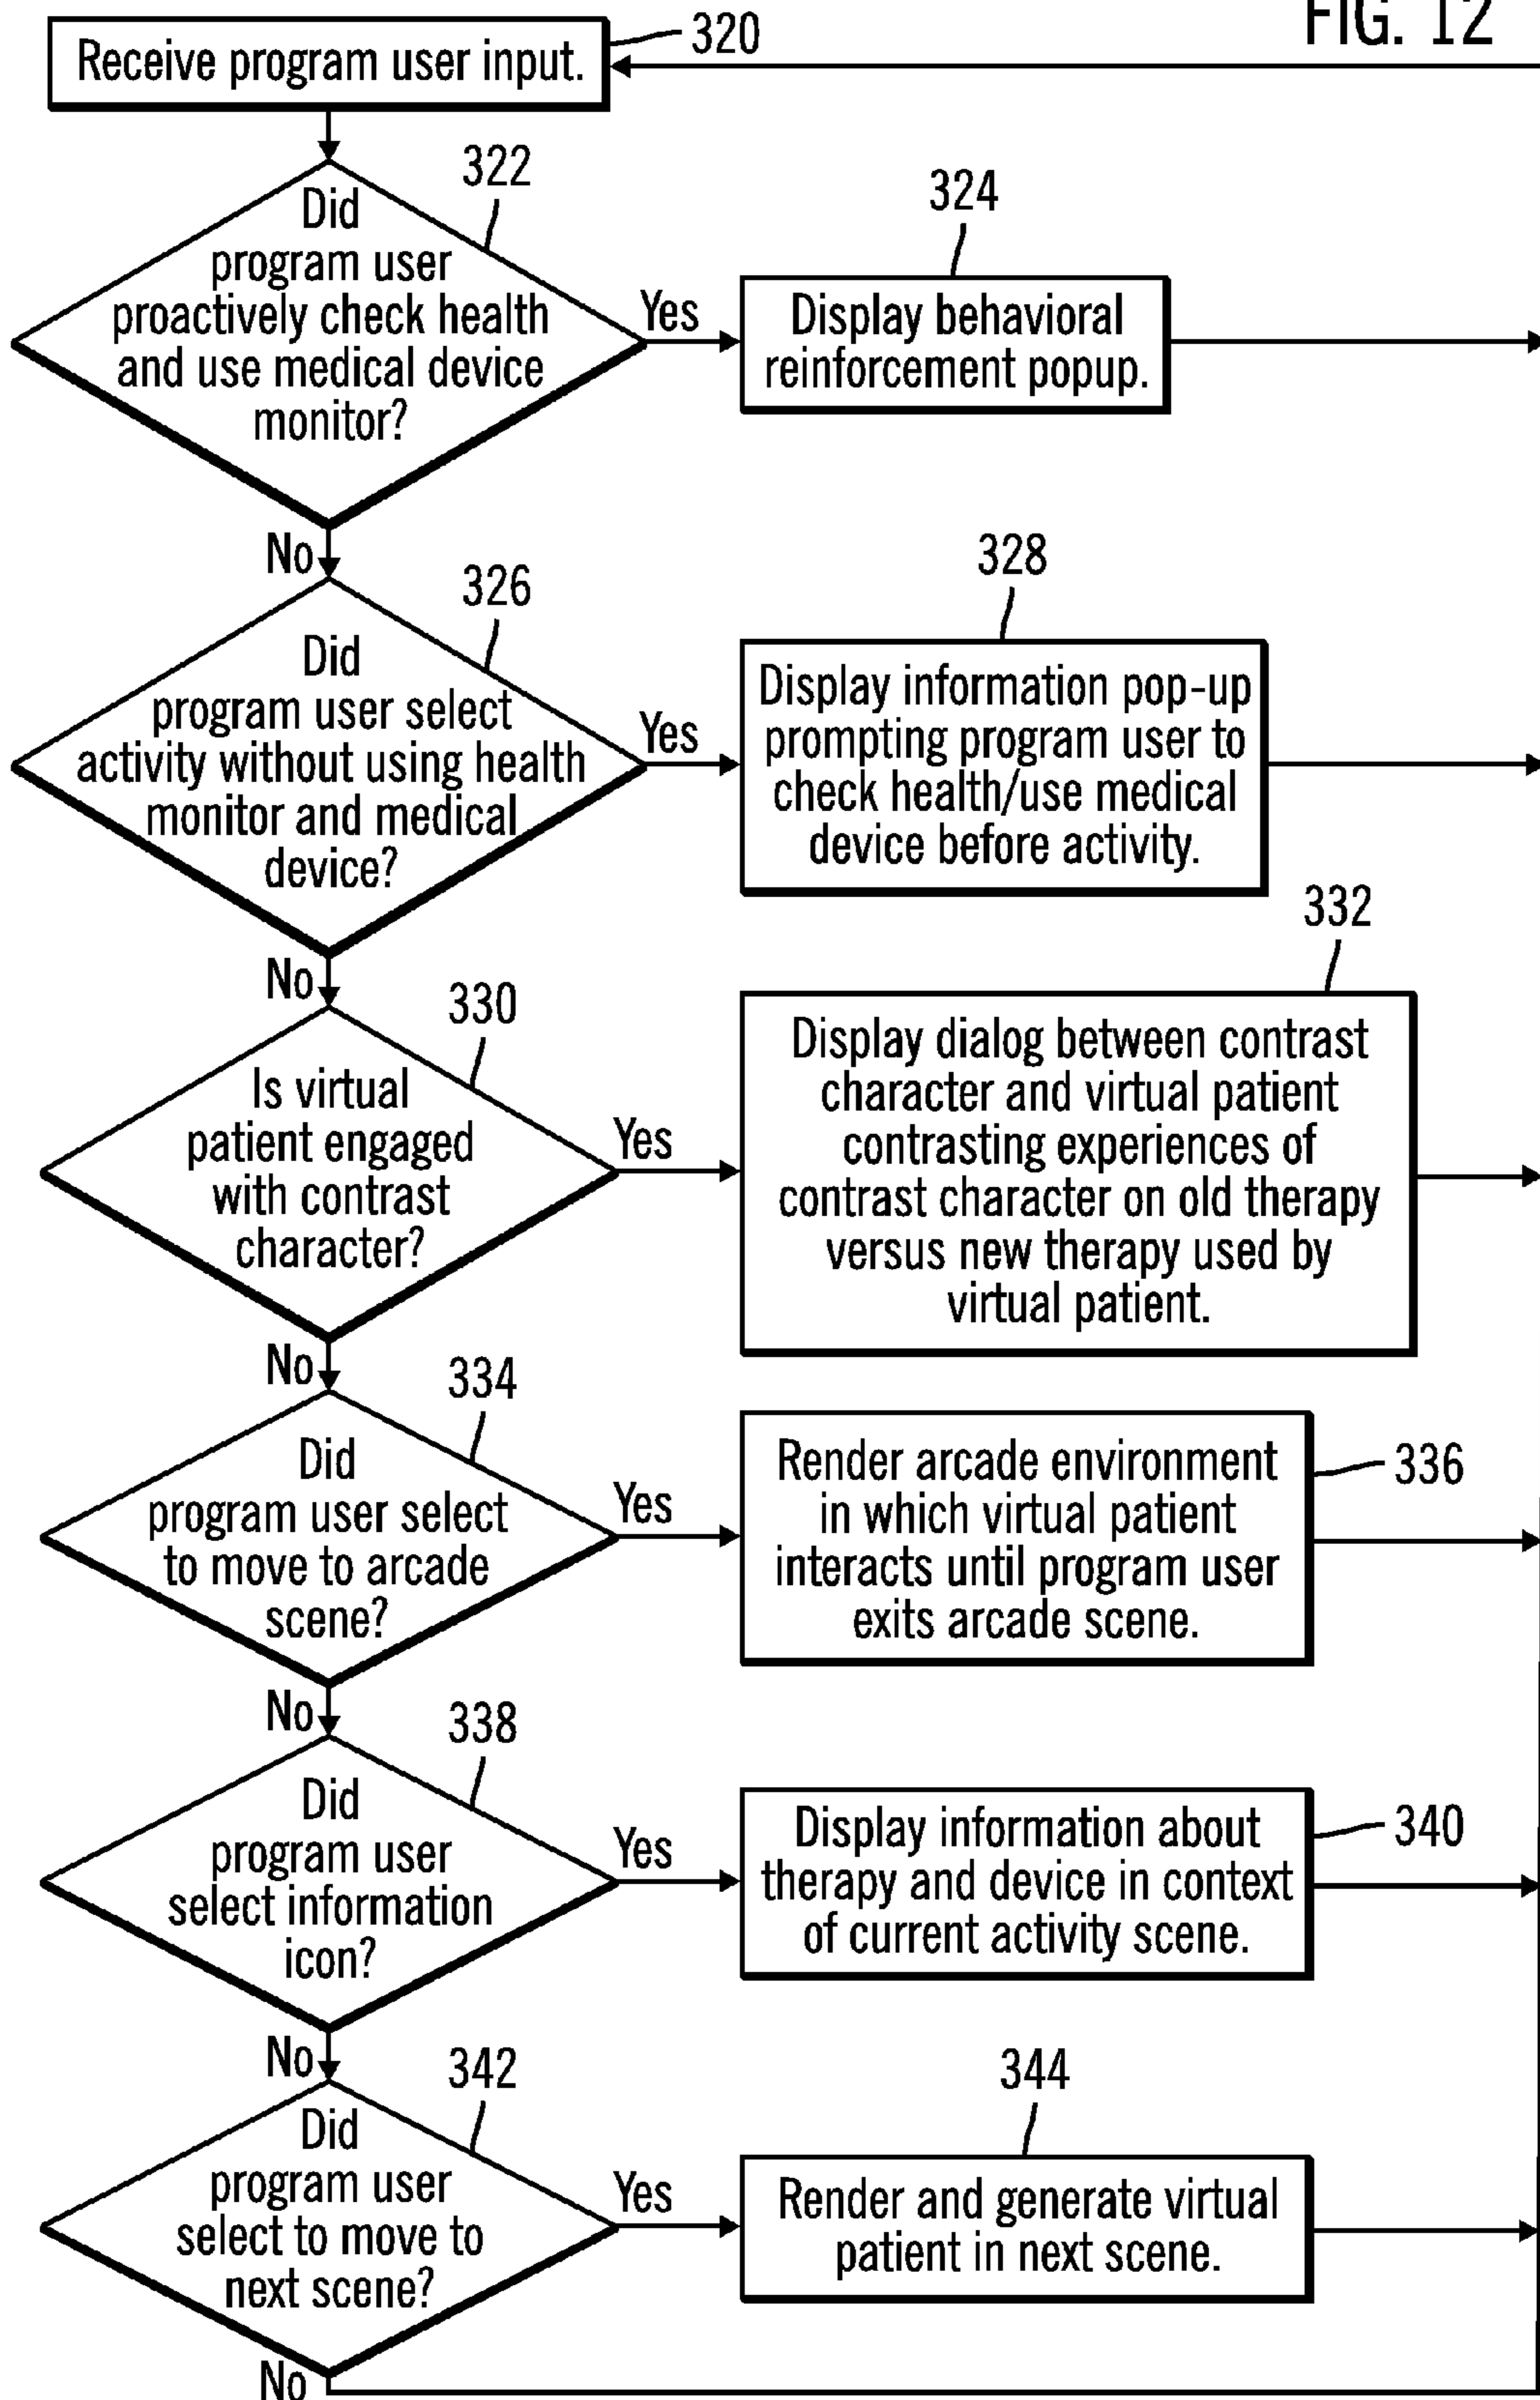 FIG. 12
Receive program user input.
320
322
Did
program user
proactively check health
and use medical device
monitor?
Yes
324
Display behavioral
reinforcement popup.
No
326
Did
program user select
activity without using health
monitor and medical
device?
Yes
328
Display information pop-up
prompting program user to
check health/use medical
device before activity.
No
330
Is virtual
patient engaged
with contrast
character?
Yes
332
Display dialog between contrast
character and virtual patient
contrasting experiences of
contrast character on old therapy
versus new therapy used by
virtual patient.
No
334
Did
program user select
to move to arcade
scene?
Yes
Render arcade environment
in which virtual patient
interacts until program user
exits arcade scene.
336
No
338
Did
program user
select information
icon?
Yes
Display information about
therapy and device in context
of current activity scene.
340
No
342
Did
program user
select to move to
next scene?
Yes
344
Render and generate virtual
patient in next scene.
No